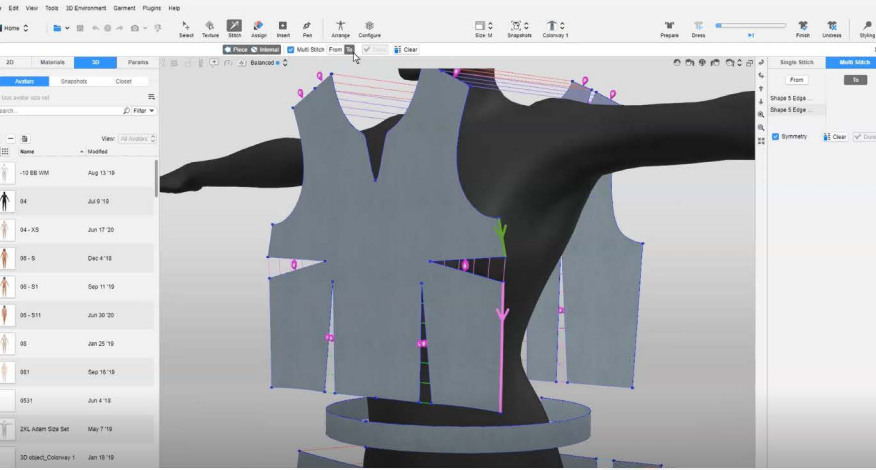 Edit View Tools 3D Environment Garment Plugins Help
Home
Select Texture Stitch Assign Insert Pen Arrange Configure Size M Snapshots Colorway 1 Prepare Dress Finish Undress Styling
Piece Internal Multi Stitch From To Clear
2D Materials 3D Params Balanced Single Stitch Multi Stitch
Avatars Snapshots Closet
From To
Shape 5 Edge ...
Shape 5 Edge ...
Filter
Symmetry Clear
View: All Avatars
Name Modified
-10 BB WM Aug 13 '19
04 Jul 9 '19
04 - XS Jun 17 '20
06 - S Dec 4 '18
06 - S1 Sep 11 '19
06 - S11 Jun 30 '20
08 Jan 25 '19
081 Sep 16 '19
0531 Jun 4 '18
2XL Adam Size Set May 7 '19
3D object_Colorway 1 Jan 18 '19